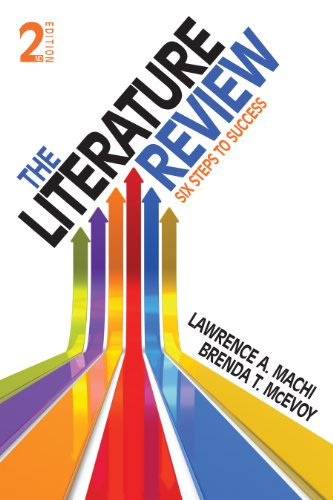 2ND EDITION
THE
LITERATURE
REVIEW
SIX STEPS TO SUCCESS
LAWRENCE A. MACHI
BRENDA T. McEVOY